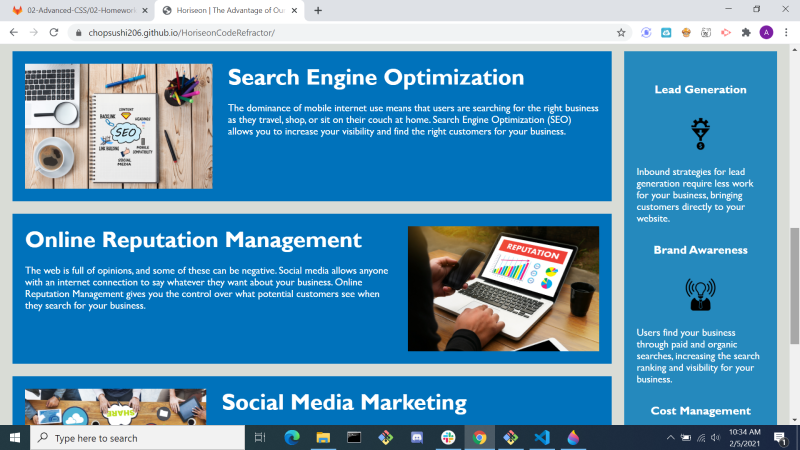 02-Advanced-CSS/02-Homework
Horiseon | The Advantage of Our
chopsushi206.github.io/HoriseonCodeRefractor/
A
Search Engine Optimization
The dominance of mobile internet use means that users are searching for the right business
as they travel, shop, or sit on their couch at home. Search Engine Optimization (SEO)
allows you to increase your visibility and find the right customers for your business.
CONTENT
BACKLINK
HEADLINES
SEO
LINK BUILDING
MOBILE
COMPATIBILITY
SOCIAL
MEDIA
Online Reputation Management
The web is full of opinions, and some of these can be negative. Social media allows anyone
with an internet connection to say whatever they want about your business. Online
Reputation Management gives you the control over what potential customers see when
they search for your business.
REPUTATION
SHARE
Social Media Marketing
Lead Generation
Inbound strategies for lead
generation require less work
for your business, bringing
customers directly to your
website.
Brand Awareness
Users find your business
through paid and organic
searches, increasing the search
ranking and visibility for your
business.
Cost Management
Type here to search
10:34 AM
2/5/2021
1